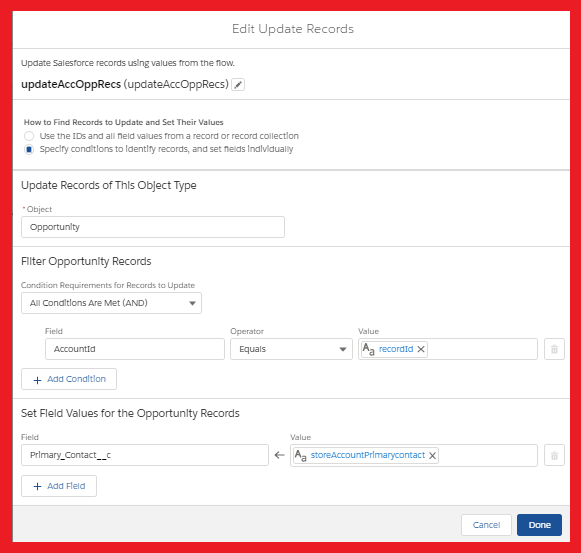 Edit Update Records
Update Salesforce records using values from the flow.
updateAccOppRecs (updateAccOppRecs)
How to Find Records to Update and Set Their Values
Use the IDs and all field values from a record or record collection
Specify conditions to identify records, and set fields individually
Update Records of This Object Type
*Object
Opportunity
Filter Opportunity Records
Condition Requirements for Records to Update
All Conditions Are Met (AND)
Field Operator Value
AccountId Equals Aa recordId ×
+ Add Condition
Set Field Values for the Opportunity Records
Field Value
Primary_Contact__c ← Aa storeAccountPrimarycontact ×
+ Add Field
Cancel Done